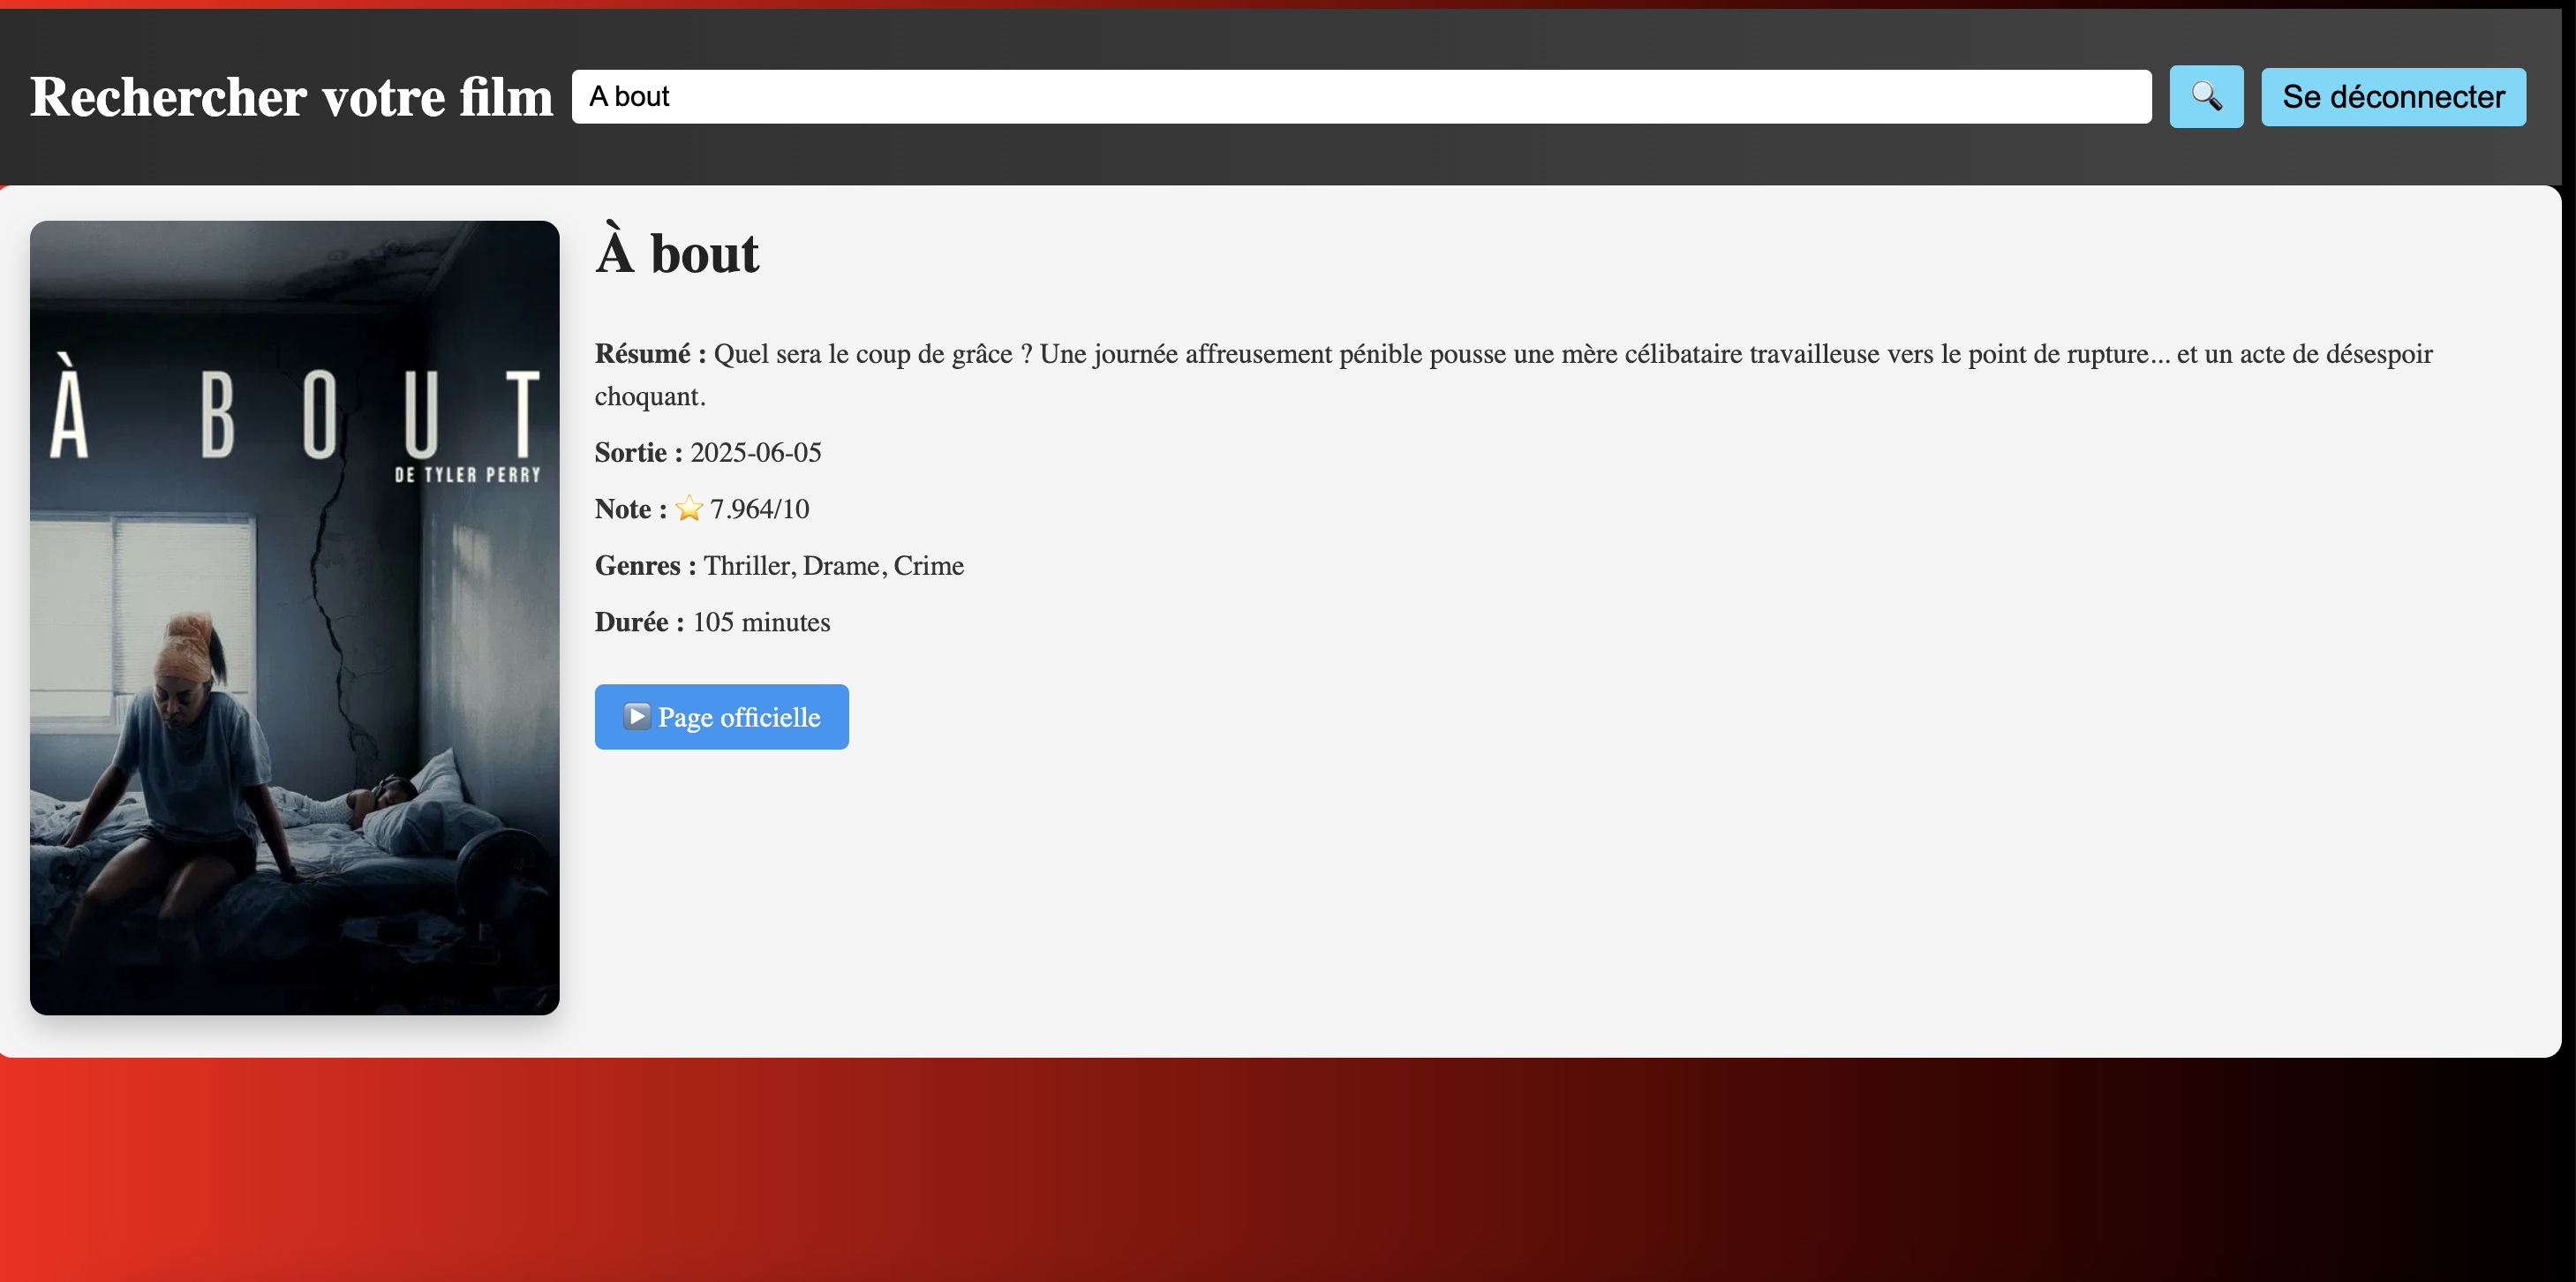 Rechercher votre film
A bout
Se déconnecter
À BOUT
DE TYLER PERRY
À bout
Résumé : Quel sera le coup de grâce ? Une journée affreusement pénible pousse une mère célibataire travailleuse vers le point de rupture... et un acte de désespoir
choquant.
Sortie : 2025-06-05
Note : ⭐ 7.964/10
Genres : Thriller, Drame, Crime
Durée : 105 minutes
▶️ Page officielle